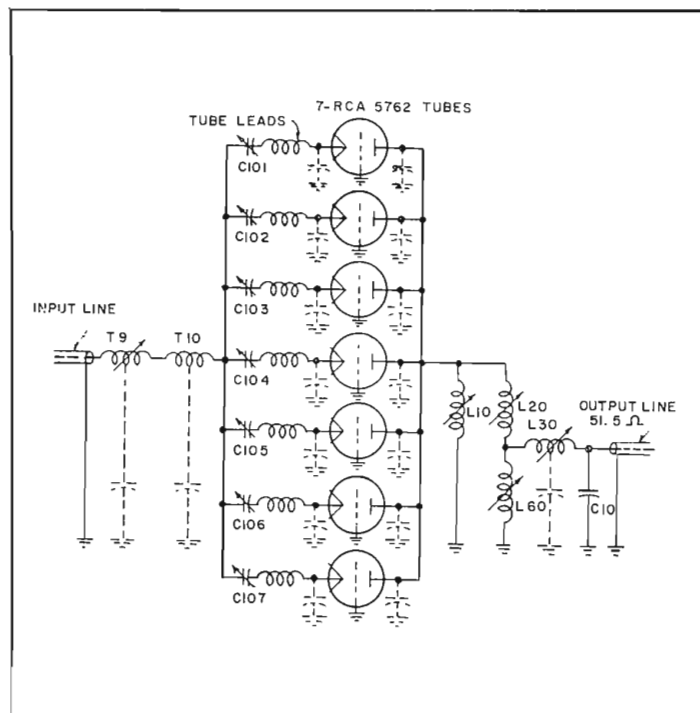 7-RCA 5762 TUBES
TUBE LEADS
C101
C102
C103
INPUT LINE
T9
T10
C104
L10
L20
L30
OUTPUT LINE
51.5 Ω
C105
L60
C10
C106
C107